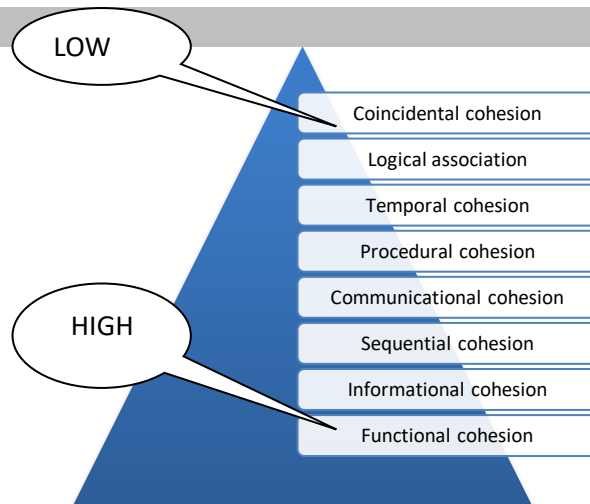 LOW
Coincidental cohesion
Logical association
Temporal cohesion
Procedural cohesion
Communicational cohesion
HIGH
Sequential cohesion
Informational cohesion
Functional cohesion